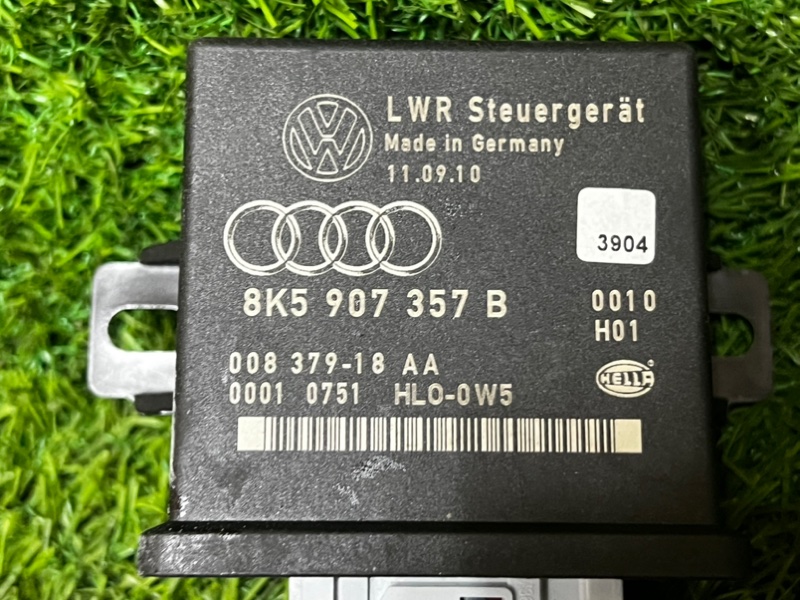 LWR Steuergerät
Made in Germany
11.09.10
3904
8K5 907 357 B
0010
H01
008 379-18 AA
0001 0751 HLO-0W5
HELLA